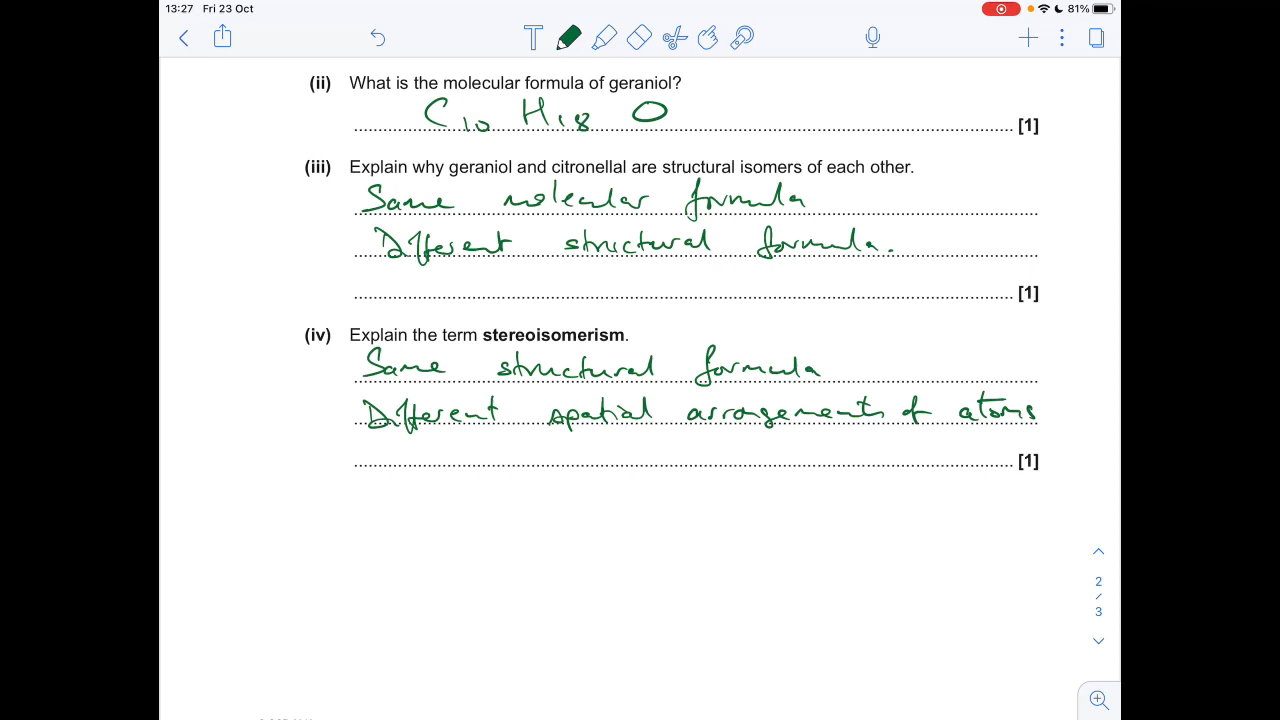 13:27 Fri 23 Oct
81%
(ii) What is the molecular formula of geraniol?
C10 H18 O
[1]
(iii) Explain why geraniol and citronellal are structural isomers of each other.
Same molecular formula
Different structural formula.
[1]
(iv) Explain the term stereoisomerism.
Same structural formula
Different spatial arrangements of atoms
[1]
2
/
3